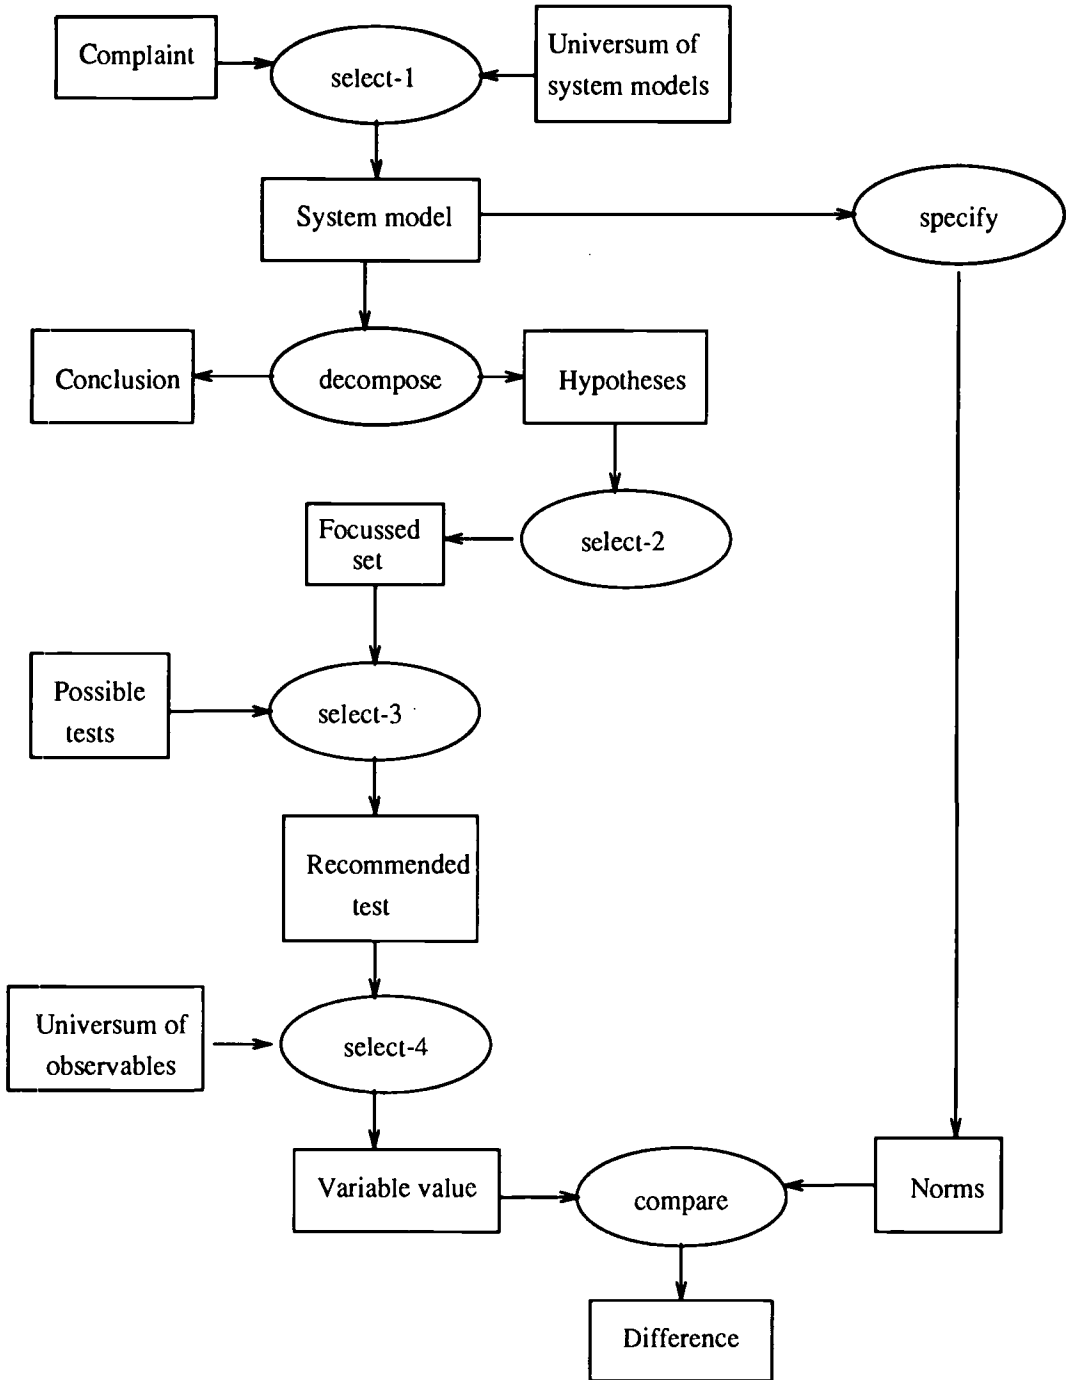 Complaint
select-1
Universum of
system models
System model
specify
Conclusion
decompose
Hypotheses
Focussed
set
select-2
Possible
tests
select-3
Recommended
test
Universum of
observables
select-4
Variable value
compare
Norms
Difference